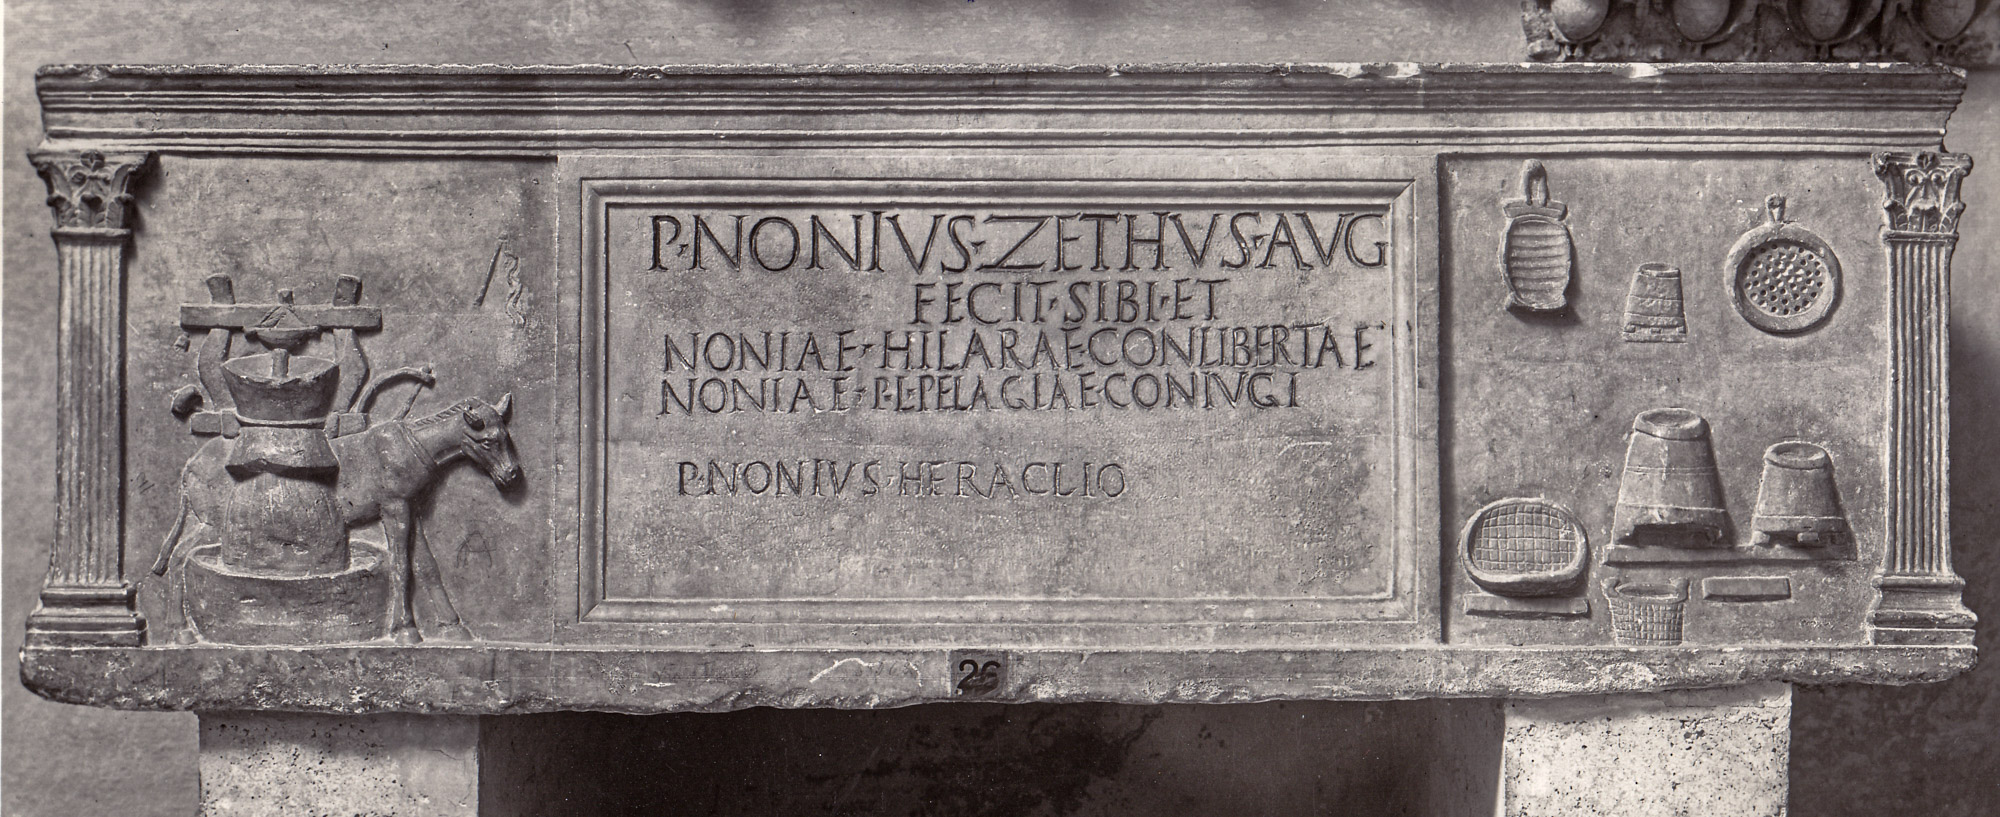 P·NONIVS·ZETHVS·AVG
FECIT·SIBI·ET
NONIAE·HILARAE·CONLIBERTAE
NONIAE·P·L·PELAGIAE·CONIVGI
P·NONIVS·HERACLIO
A
26